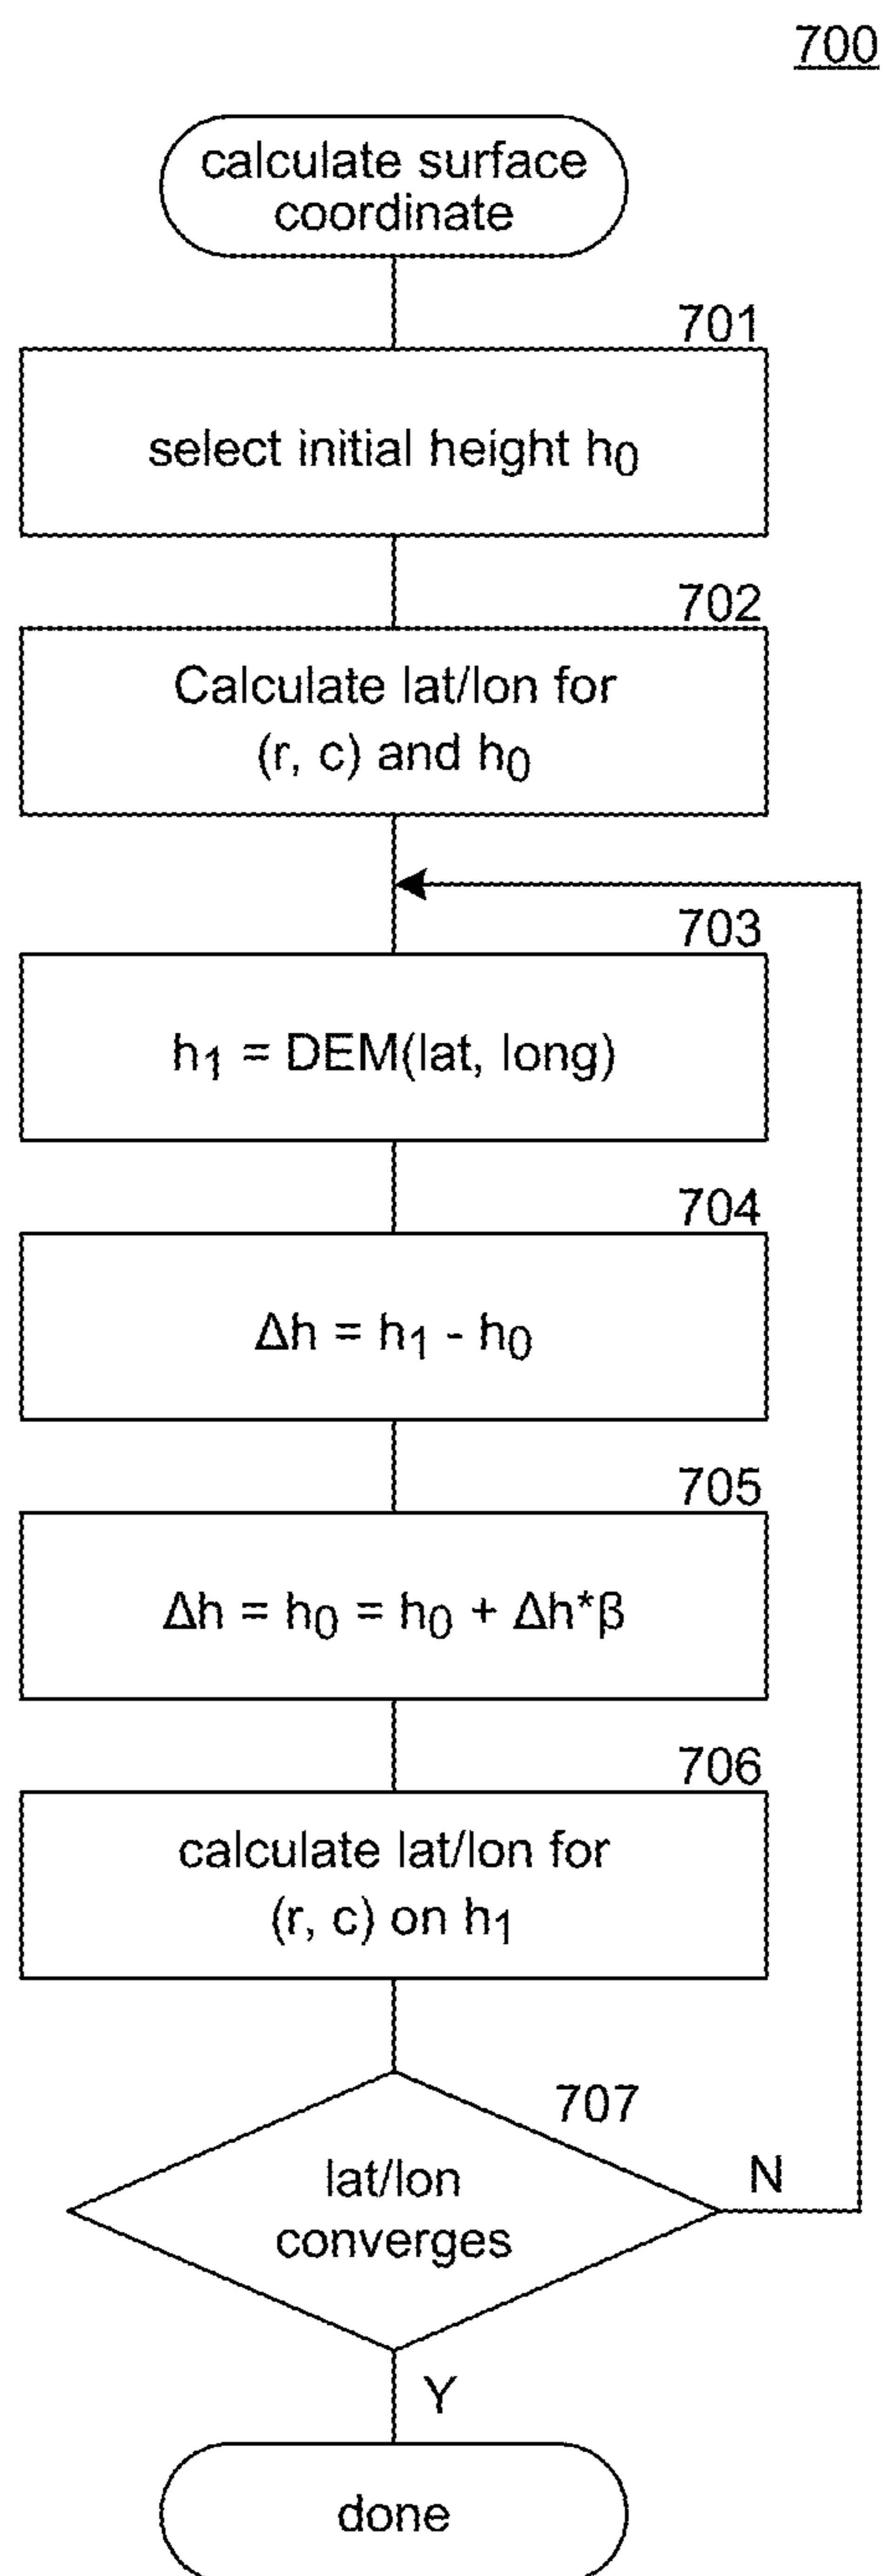 700
calculate surface
coordinate
701
select initial height h₀
702
Calculate lat/lon for
(r, c) and h₀
703
h₁ = DEM(lat, long)
704
Δh = h₁ - h₀
705
Δh = h₀ = h₀ + Δh*β
706
calculate lat/lon for
(r, c) on h₁
707
lat/lon
converges
N
Y
done